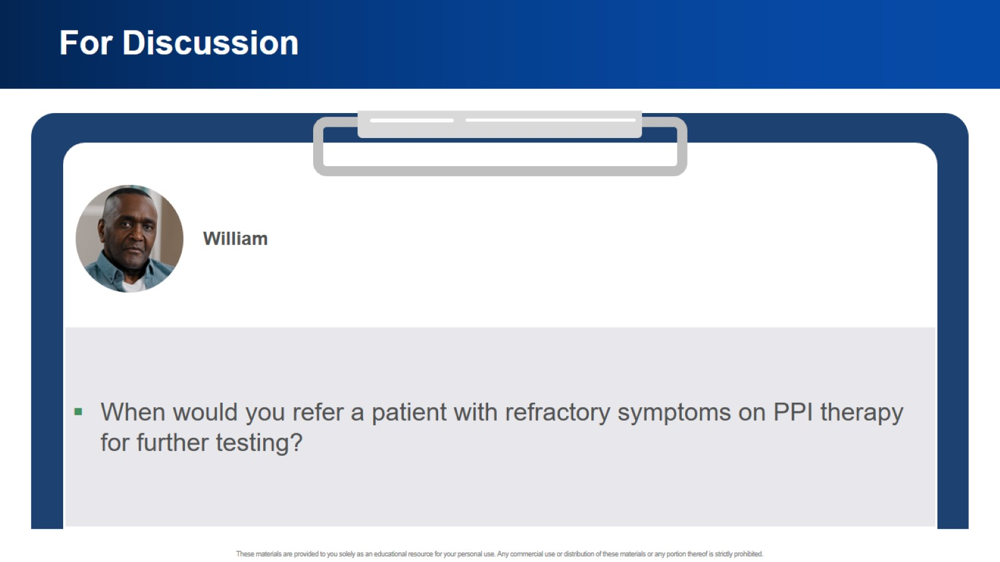 For Discussion
William
When would you refer a patient with refractory symptoms on PPI therapy
for further testing?
These materials are provided to you solely as an educational resource for your personal use. Any commercial use or distribution of these materials or any portion thereof is strictly prohibited.